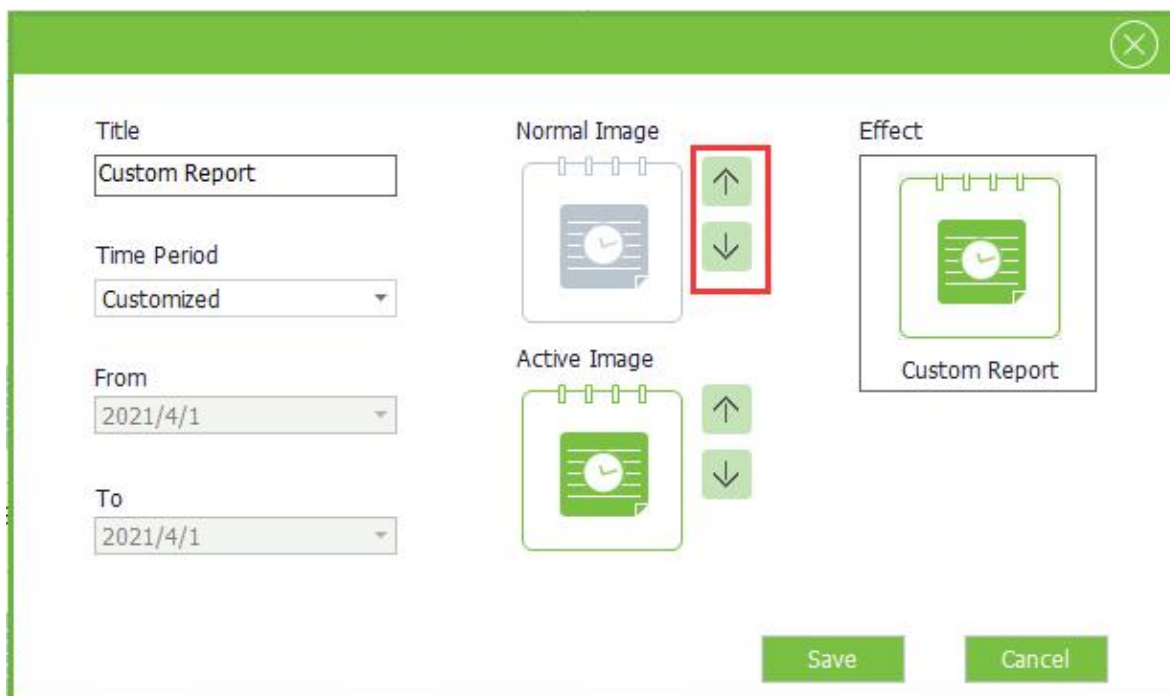 Title
Custom Report
Time Period
Customized
From
2021/4/1
To
2021/4/1
Normal Image
Active Image
Effect
Custom Report
Save
Cancel